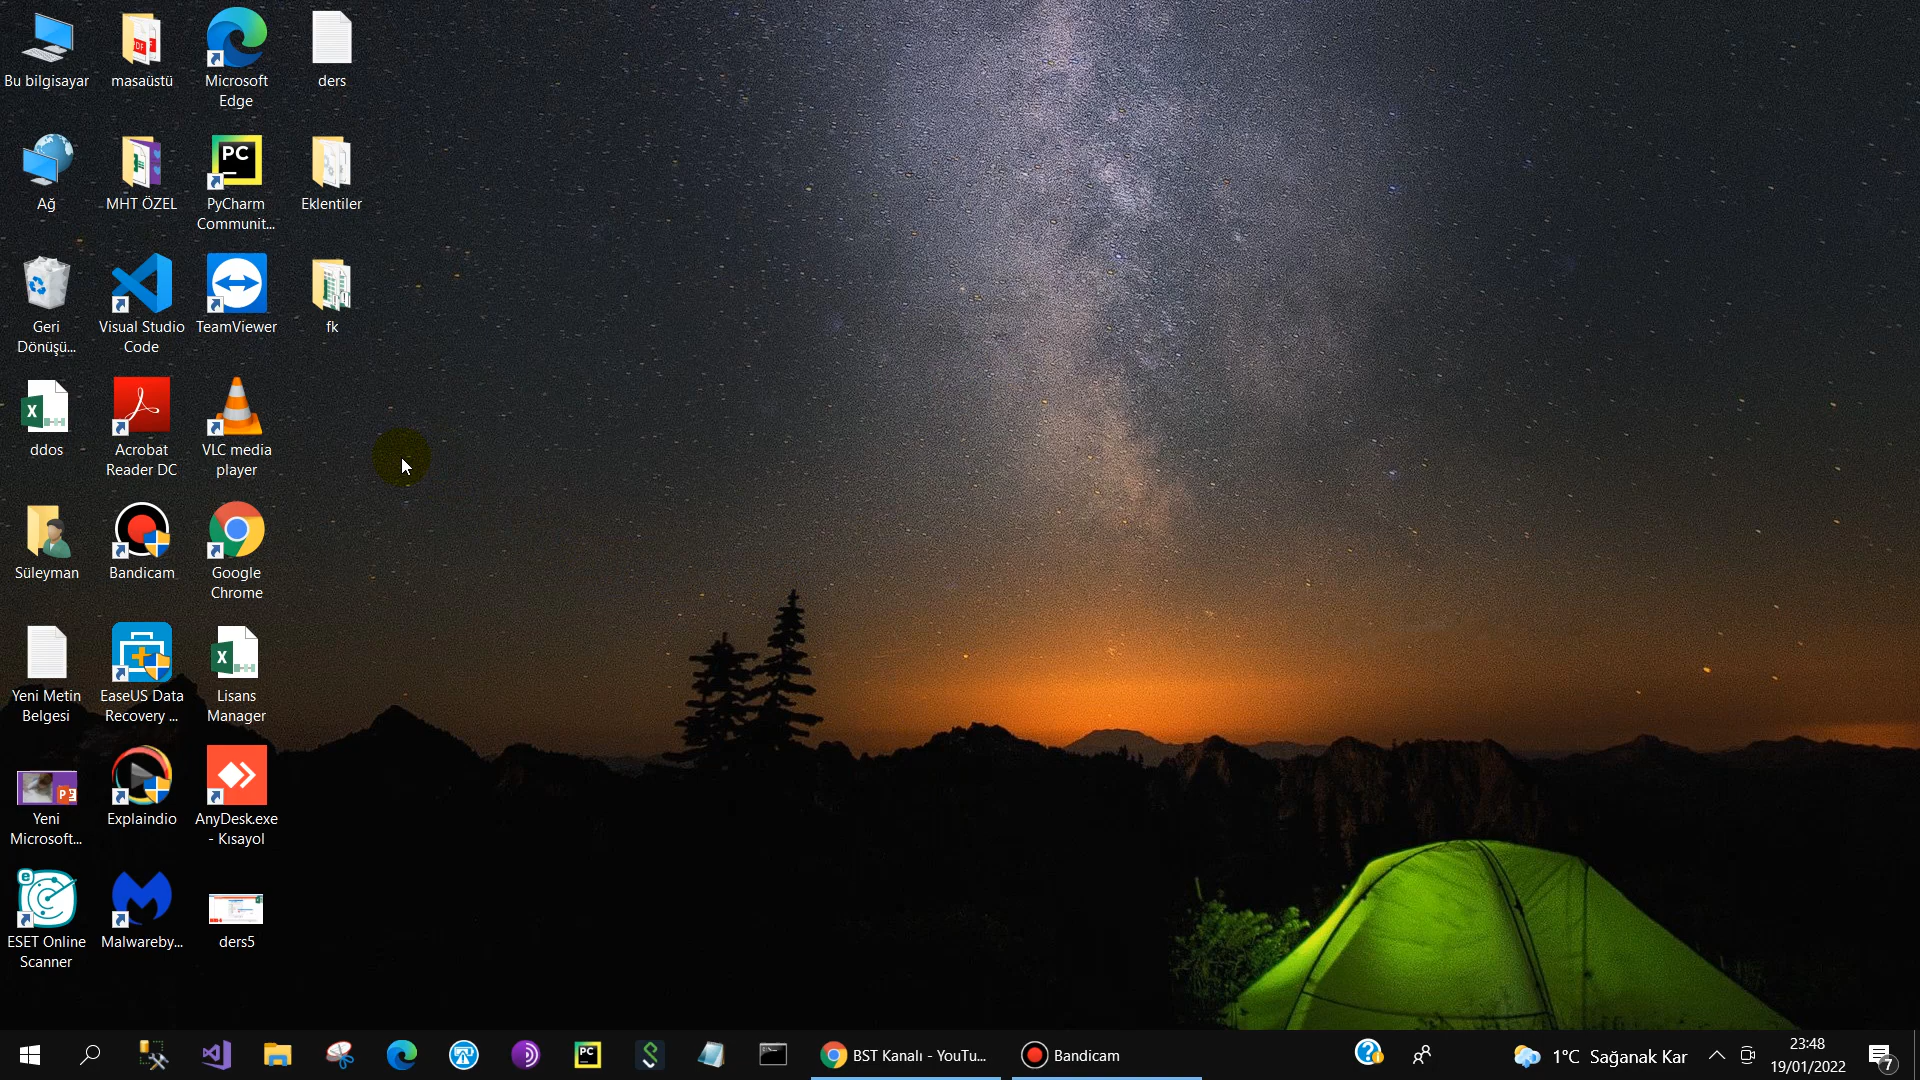 Bu bilgisayar
masaüstü
Microsoft
Edge
ders
Ağ
MHT ÖZEL
PC
PyCharm
Communit...
Eklentiler
Geri
Dönüşü...
Visual Studio
Code
TeamViewer
fk
ddos
Acrobat
Reader DC
VLC media
player
Süleyman
Bandicam
Google
Chrome
Yeni Metin
Belgesi
EaseUS Data
Recovery ...
Lisans
Manager
Yeni
Microsoft...
Explaindio
AnyDesk.exe
- Kısayol
ESET Online
Scanner
Malwareby...
ders5
PC
BST Kanalı - YouTu...
Bandicam
1°C Sağanak Kar
23:48
19/01/2022
7